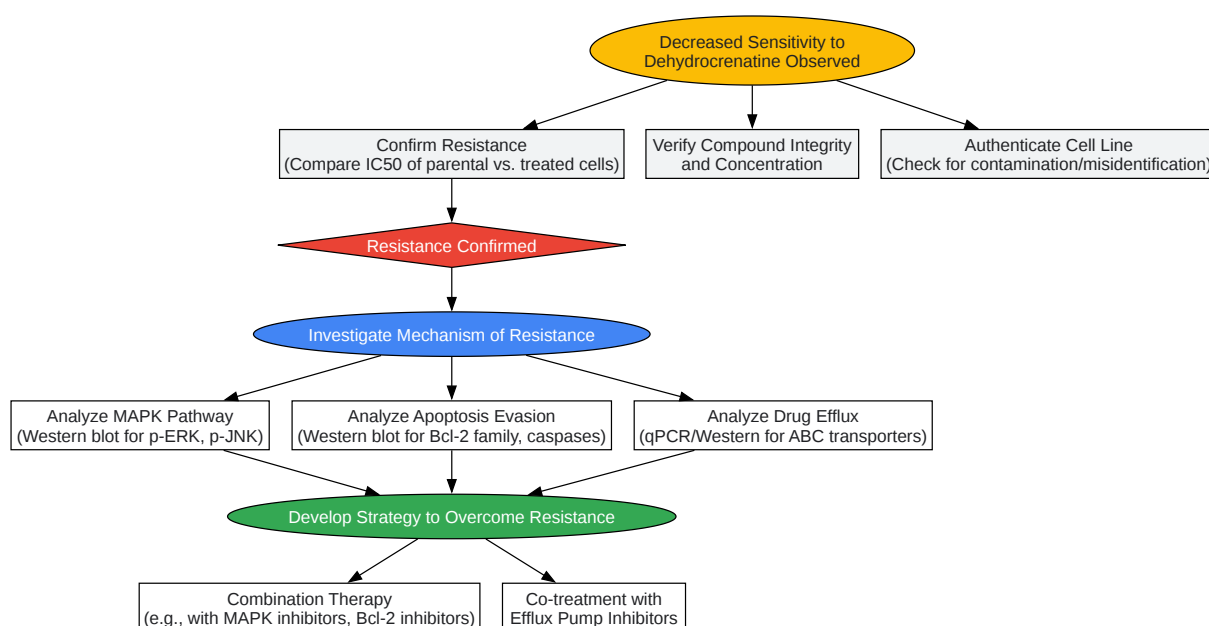 Decreased Sensitivity to
Dehydrocrenatine Observed
Confirm Resistance
(Compare IC50 of parental vs. treated cells)
Verify Compound Integrity
and Concentration
Authenticate Cell Line
(Check for contamination/misidentification)
Resistance Confirmed
Investigate Mechanism of Resistance
Analyze MAPK Pathway
(Western blot for p-ERK, p-JNK)
Analyze Apoptosis Evasion
(Western blot for Bcl-2 family, caspases)
Analyze Drug Efflux
(qPCR/Western for ABC transporters)
Develop Strategy to Overcome Resistance
Combination Therapy
(e.g., with MAPK inhibitors, Bcl-2 inhibitors)
Co-treatment with
Efflux Pump Inhibitors